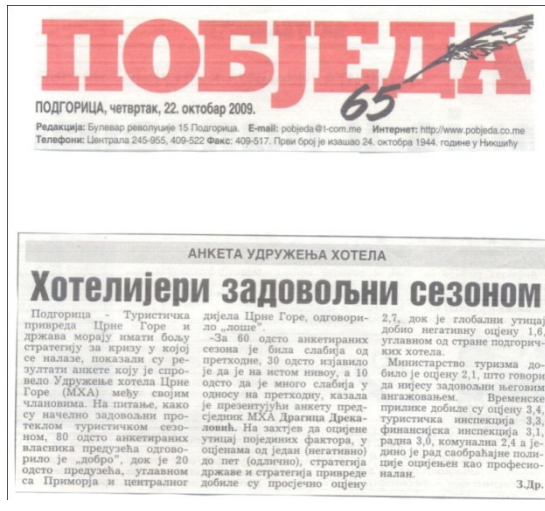 ПОБЈЕДА
65
ПОДГОРИЦА, четвртак, 22. октобар 2009.
Редакција: Булевар револуције 15 Подгорица. E-mail: pobjeda@t-com.me Интернет: http://www.pobjeda.co.me
Телефони: Централа 245-955, 409-522 Факс: 409-517. Први број је изашао 24. октобра 1944. године у Никшићу
АНКЕТА УДРУЖЕЊА ХОТЕЛА
Хотелијери задовољни сезоном
Подгорица - Туристичка
привреда Црне Горе и
држава морају имати бољу
стратегију за кризу у којој
се налазе, показали су ре-
зултати анкете коју је спро-
вело Удружење хотела Црне
Горе (МХА) међу својим
члановима. На питање, како
су начелно задовољни про-
теклом туристичком сезо-
ном, 80 одсто анкетираних
власника предузећа одгово-
рило је „добро”, док је 20
одсто предузећа, углавном
са Приморја и централног
дијела Црне Горе, одговори-
ло „лоше”.
-За 60 одсто анкетираних
сезона је била слабија од
претходне, 30 одсто изјавило
је да је на истом нивоу, а 10
одсто да је много слабија у
односу на претходну, казала
је презентујући анкету пред-
сједник МХА Драгица Дрека-
ловић. На захтјев да оцијене
утицај појединих фактора, у
оцјенама од један (негативно)
до пет (одлично), стратегија
државе и стратегија привреде
добиле су просјечно оцјену
2,7, док је глобални утицај
добио негативну оцјену 1,6,
углавном од стране подгорич-
ких хотела.
Министарство туризма до-
било је оцјену 2,1, што говори
да нијесу задовољни његовим
ангажовањем. Временске
прилике добиле су оцјену 3,4,
туристичка инспекција 3,3,
финансијска инспекција 3,1,
радна 3,0, комунална 2,4 а је-
дино је рад саобраћајне поли-
ције оцијењен као професио-
налан.
З.Др.